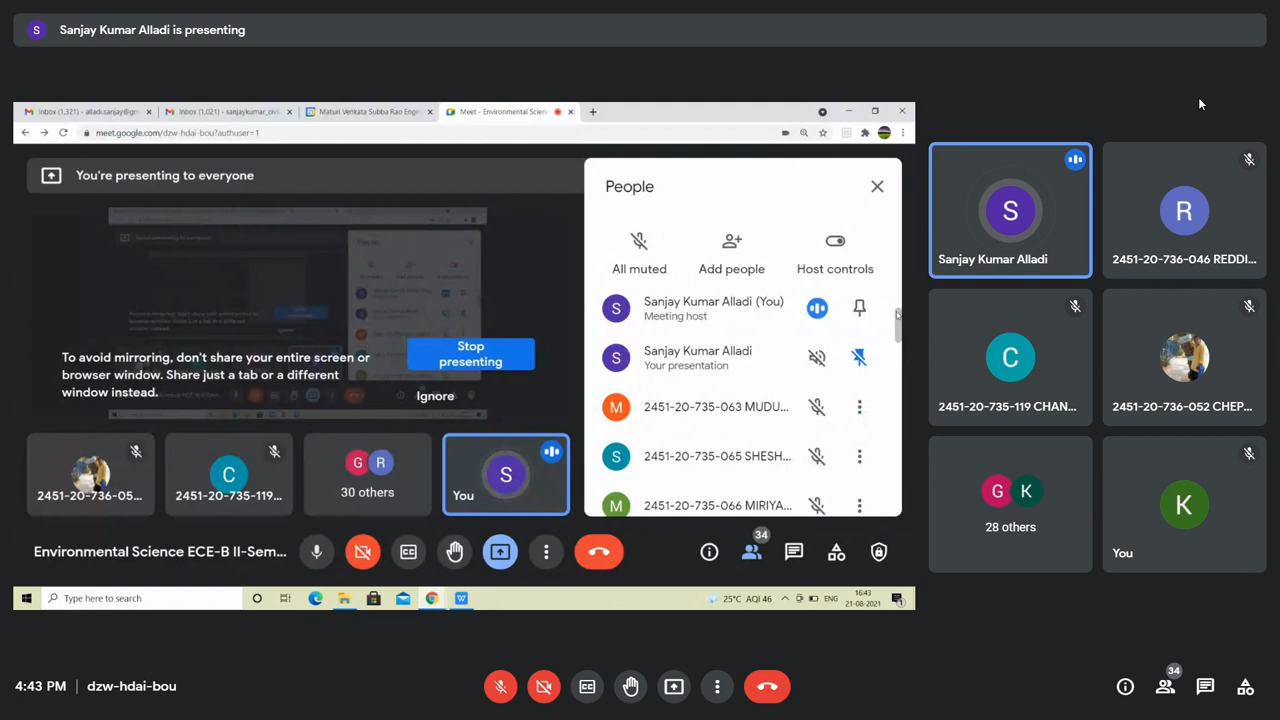 S Sanjay Kumar Alladi is presenting
Inbox (1,321) - alladi.sanjay@gm
Inbox (1,021) - sanjaykumar_civil
Maturi Venkata Subba Rao Engi
Meet - Environmental Scien
meet.google.com/dzw-hdai-bou?authuser=1
You're presenting to everyone
To avoid mirroring, don't share your entire screen or
browser window. Share just a tab or a different
window instead.
Stop
presenting
Ignore
People
All muted
Add people
Host controls
S Sanjay Kumar Alladi (You)
Meeting host
S Sanjay Kumar Alladi
Your presentation
M 2451-20-735-063 MUDU...
S 2451-20-735-065 SHESH...
M 2451-20-735-066 MIRIYA...
2451-20-736-05...
C
2451-20-735-119...
G R
30 others
S
You
Environmental Science ECE-B II-Sem...
34
Type here to search
25°C AQI 46
ENG
16:43
21-08-2021
1
S
Sanjay Kumar Alladi
R
2451-20-736-046 REDDI...
C
2451-20-735-119 CHAN...
2451-20-736-052 CHEP...
G K
28 others
K
You
4:43 PM
dzw-hdai-bou
34